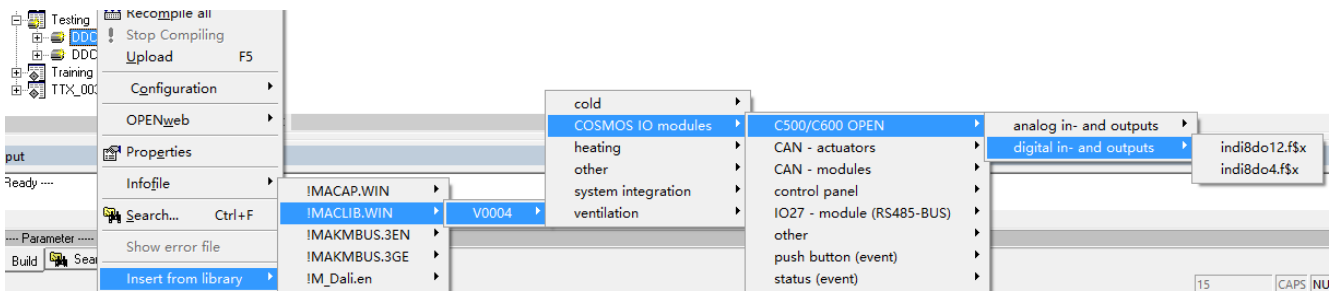 Testing
DDC
DDC
Training
TTX_003
put
Ready ----
---- Parameter -----
Build Sear
Recompile all
Stop Compiling
Upload F5
Configuration
OPENweb
Properties
Infofile
Search... Ctrl+F
Show error file
Insert from library
!MACAP.WIN
!MACLIB.WIN
!MAKMBUS.3EN
!MAKMBUS.3GE
!M_Dali.en
V0004
cold
COSMOS IO modules
heating
other
system integration
ventilation
C500/C600 OPEN
CAN - actuators
CAN - modules
control panel
IO27 - module (RS485-BUS)
other
push button (event)
status (event)
analog in- and outputs
digital in- and outputs
indi8do12.f$x
indi8do4.f$x
15 CAPS NU